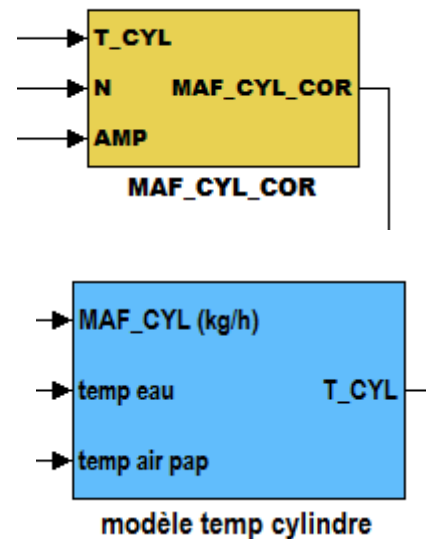 T_CYL
N MAF_CYL_COR
AMP
MAF_CYL_COR
MAF_CYL (kg/h)
temp eau T_CYL
temp air pap
modèle temp cylindre